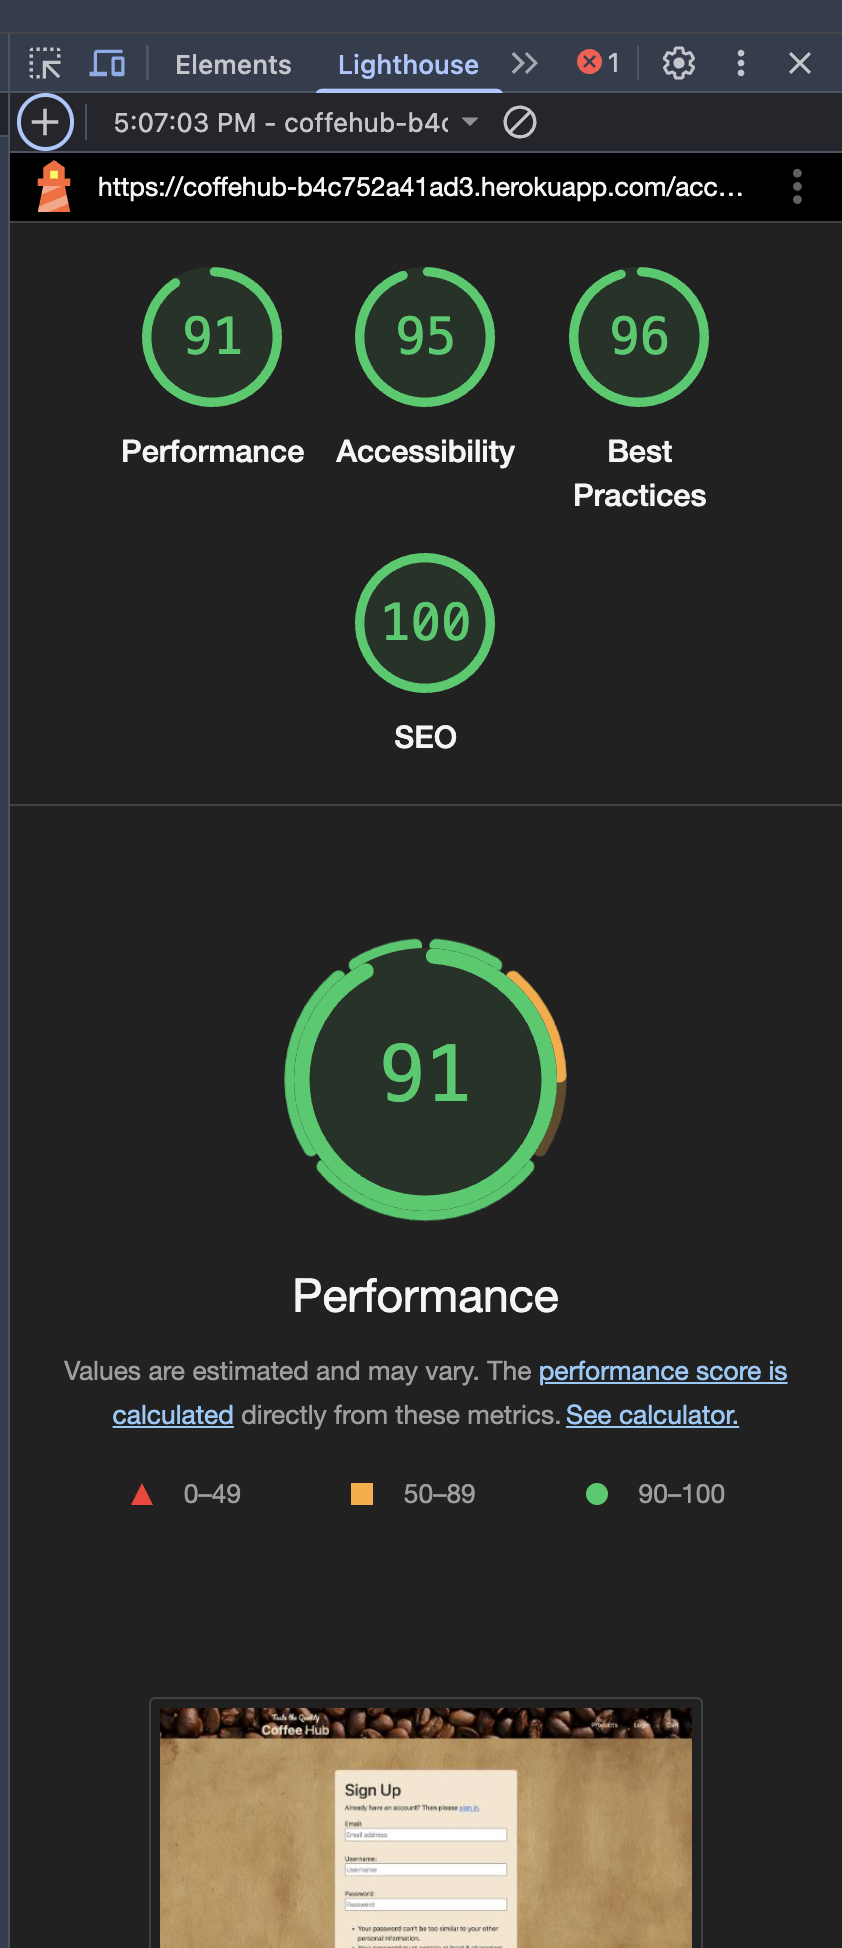 Elements
Lighthouse
1
5:07:03 PM - coffehub-b4c
https://coffehub-b4c752a41ad3.herokuapp.com/acc...
91
95
96
Performance
Accessibility
Best
Practices
100
SEO
91
Performance
Values are estimated and may vary. The performance score is
calculated directly from these metrics. See calculator.
0–49
50–89
90–100
Taste the Quality
Coffee Hub
Products
Login
Cart
Sign Up
Already have an account? Then please sign in.
Email:
Email address
Username:
Username
Password:
Password
• Your password can't be too similar to your other
personal information.